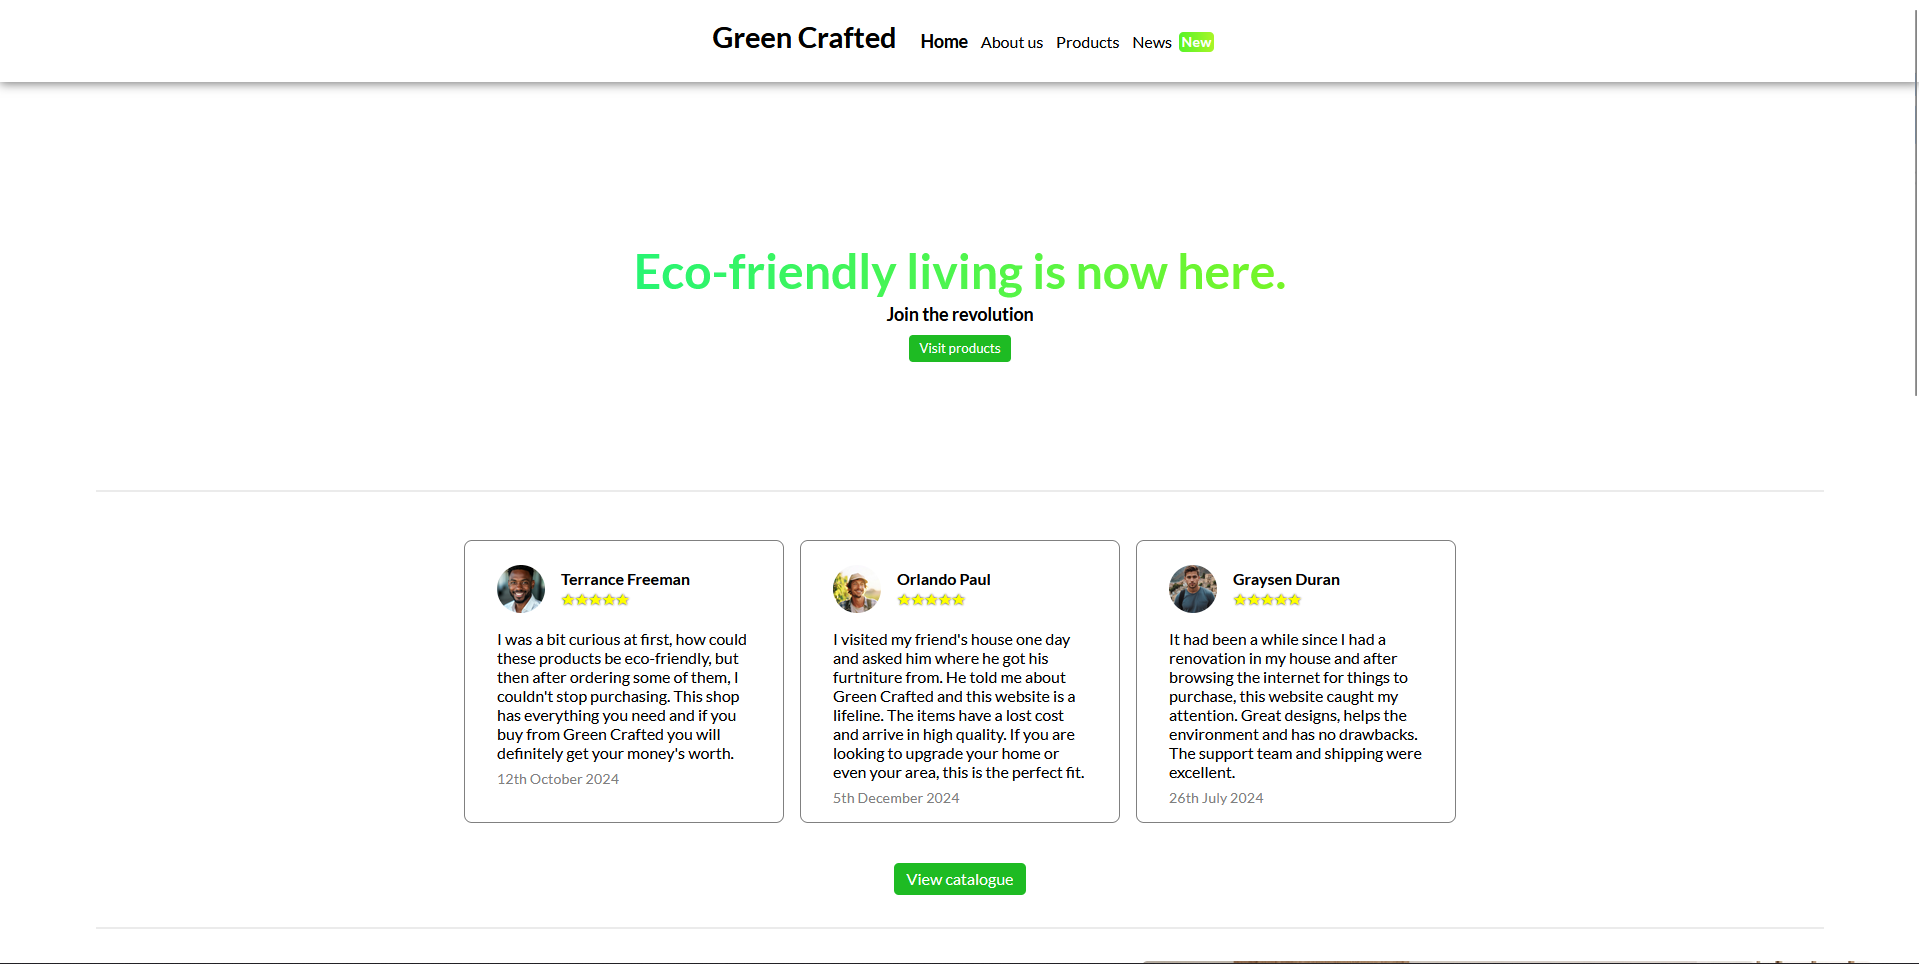 Green Crafted Home About us Products News New
Eco-friendly living is now here.
Join the revolution
Visit products
Terrance Freeman
I was a bit curious at first, how could
these products be eco-friendly, but
then after ordering some of them, I
couldn't stop purchasing. This shop
has everything you need and if you
buy from Green Crafted you will
definitely get your money's worth.
12th October 2024
Orlando Paul
I visited my friend's house one day
and asked him where he got his
furtniture from. He told me about
Green Crafted and this website is a
lifeline. The items have a lost cost
and arrive in high quality. If you are
looking to upgrade your home or
even your area, this is the perfect fit.
5th December 2024
Graysen Duran
It had been a while since I had a
renovation in my house and after
browsing the internet for things to
purchase, this website caught my
attention. Great designs, helps the
environment and has no drawbacks.
The support team and shipping were
excellent.
26th July 2024
View catalogue